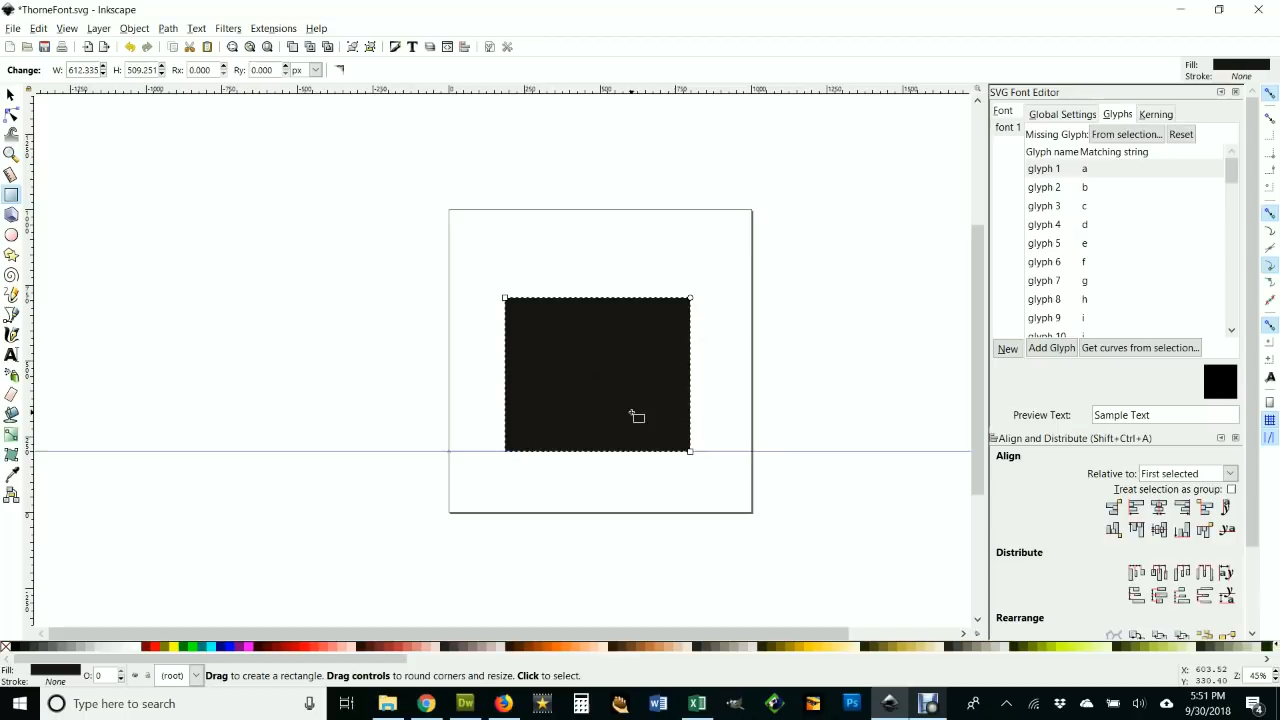 *ThorneFont.svg - Inkscape
File Edit View Layer Object Path Text Filters Extensions Help
Change: W: 612.335 H: 509.251 Rx: 0.000 Ry: 0.000 px
Fill:
Stroke: None
SVG Font Editor
Font Global Settings Glyphs Kerning
font 1 Missing Glyph: From selection... Reset
Glyph name Matching string
glyph 1 a
glyph 2 b
glyph 3 c
glyph 4 d
glyph 5 e
glyph 6 f
glyph 7 g
glyph 8 h
glyph 9 i
glyph 10 j
New Add Glyph Get curves from selection...
Preview Text: Sample Text
Align and Distribute (Shift+Ctrl+A)
Align
Relative to: First selected
Treat selection as group:
Distribute
Rearrange
Fill:
Stroke: None
O: 0 (root) Drag to create a rectangle. Drag controls to round corners and resize. Click to select.
X: 603.52
Y: 330.40
Z: 45%
Type here to search
5:51 PM
9/30/2018